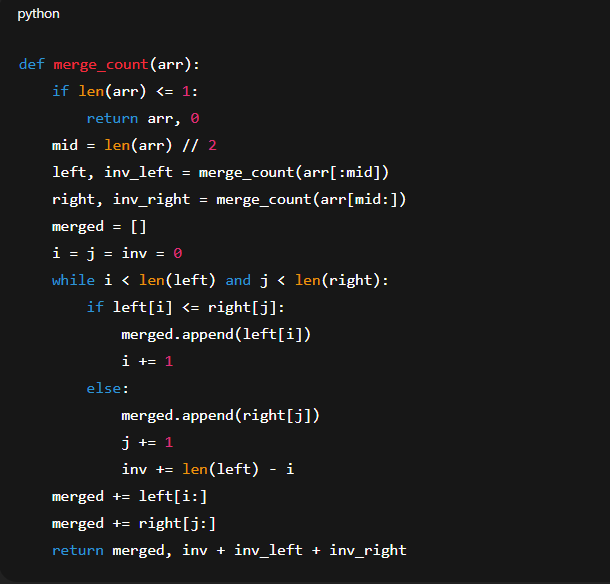 python
def merge_count(arr):
    if len(arr) <= 1:
        return arr, 0
    mid = len(arr) // 2
    left, inv_left = merge_count(arr[:mid])
    right, inv_right = merge_count(arr[mid:])
    merged = []
    i = j = inv = 0
    while i < len(left) and j < len(right):
        if left[i] <= right[j]:
            merged.append(left[i])
            i += 1
        else:
            merged.append(right[j])
            j += 1
            inv += len(left) - i
    merged += left[i:]
    merged += right[j:]
    return merged, inv + inv_left + inv_right